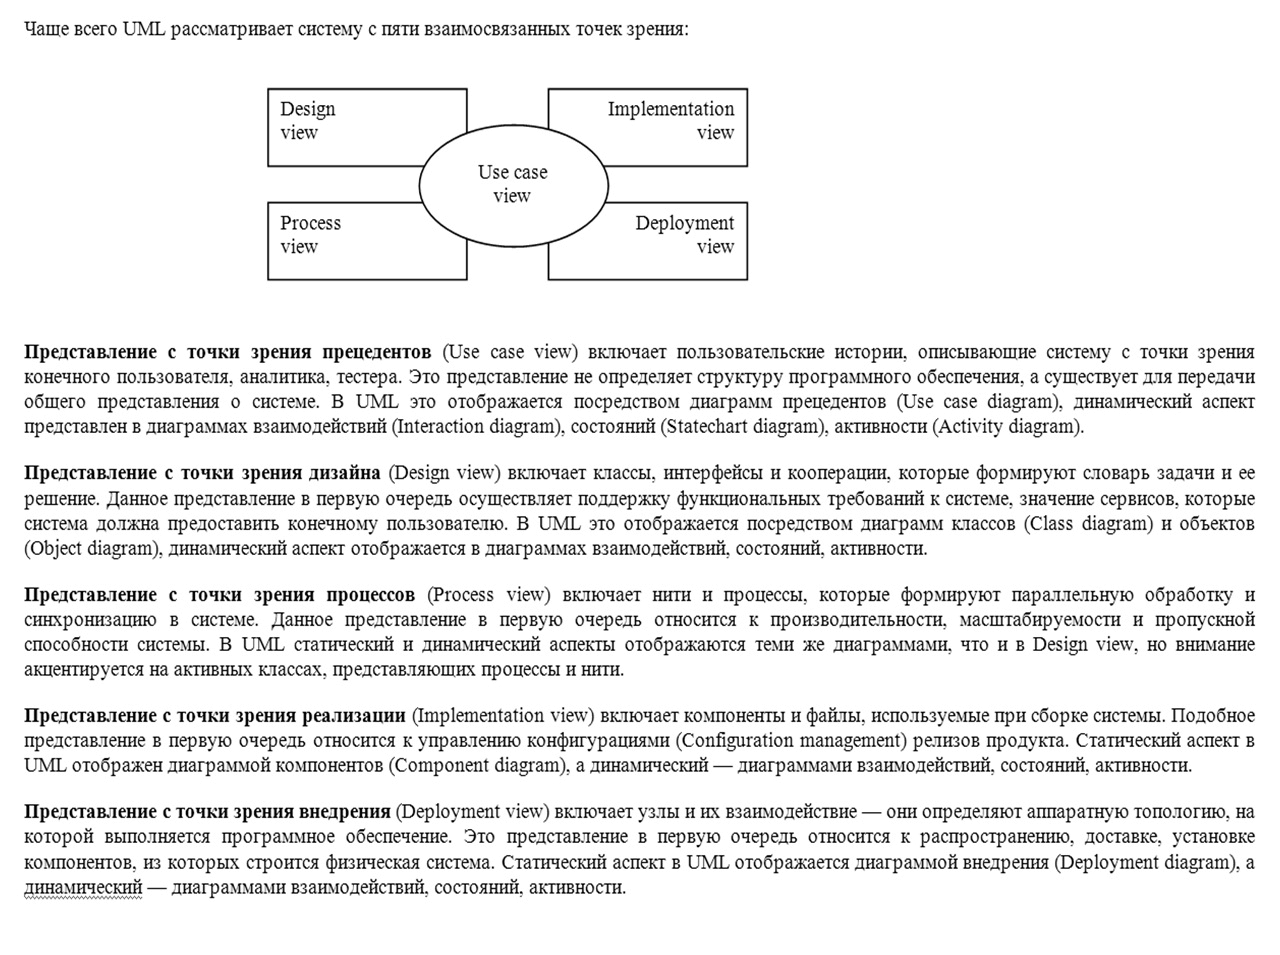 Чаще всего UML рассматривает систему с пяти взаимосвязанных точек зрения:
Design
view
Implementation
view
Use case
view
Process
view
Deployment
view
Представление с точки зрения прецедентов (Use case view) включает пользовательские истории, описывающие систему с точки зрения
конечного пользователя, аналитика, тестера. Это представление не определяет структуру программного обеспечения, а существует для передачи
общего представления о системе. В UML это отображается посредством диаграмм прецедентов (Use case diagram), динамический аспект
представлен в диаграммах взаимодействий (Interaction diagram), состояний (Statechart diagram), активности (Activity diagram).
Представление с точки зрения дизайна (Design view) включает классы, интерфейсы и кооперации, которые формируют словарь задачи и ее
решение. Данное представление в первую очередь осуществляет поддержку функциональных требований к системе, значение сервисов, которые
система должна предоставить конечному пользователю. В UML это отображается посредством диаграмм классов (Class diagram) и объектов
(Object diagram), динамический аспект отображается в диаграммах взаимодействий, состояний, активности.
Представление с точки зрения процессов (Process view) включает нити и процессы, которые формируют параллельную обработку и
синхронизацию в системе. Данное представление в первую очередь относится к производительности, масштабируемости и пропускной
способности системы. В UML статический и динамический аспекты отображаются теми же диаграммами, что и в Design view, но внимание
акцентируется на активных классах, представляющих процессы и нити.
Представление с точки зрения реализации (Implementation view) включает компоненты и файлы, используемые при сборке системы. Подобное
представление в первую очередь относится к управлению конфигурациями (Configuration management) релизов продукта. Статический аспект в
UML отображен диаграммой компонентов (Component diagram), а динамический — диаграммами взаимодействий, состояний, активности.
Представление с точки зрения внедрения (Deployment view) включает узлы и их взаимодействие — они определяют аппаратную топологию, на
которой выполняется программное обеспечение. Это представление в первую очередь относится к распространению, доставке, установке
компонентов, из которых строится физическая система. Статический аспект в UML отображается диаграммой внедрения (Deployment diagram), а
динамический — диаграммами взаимодействий, состояний, активности.